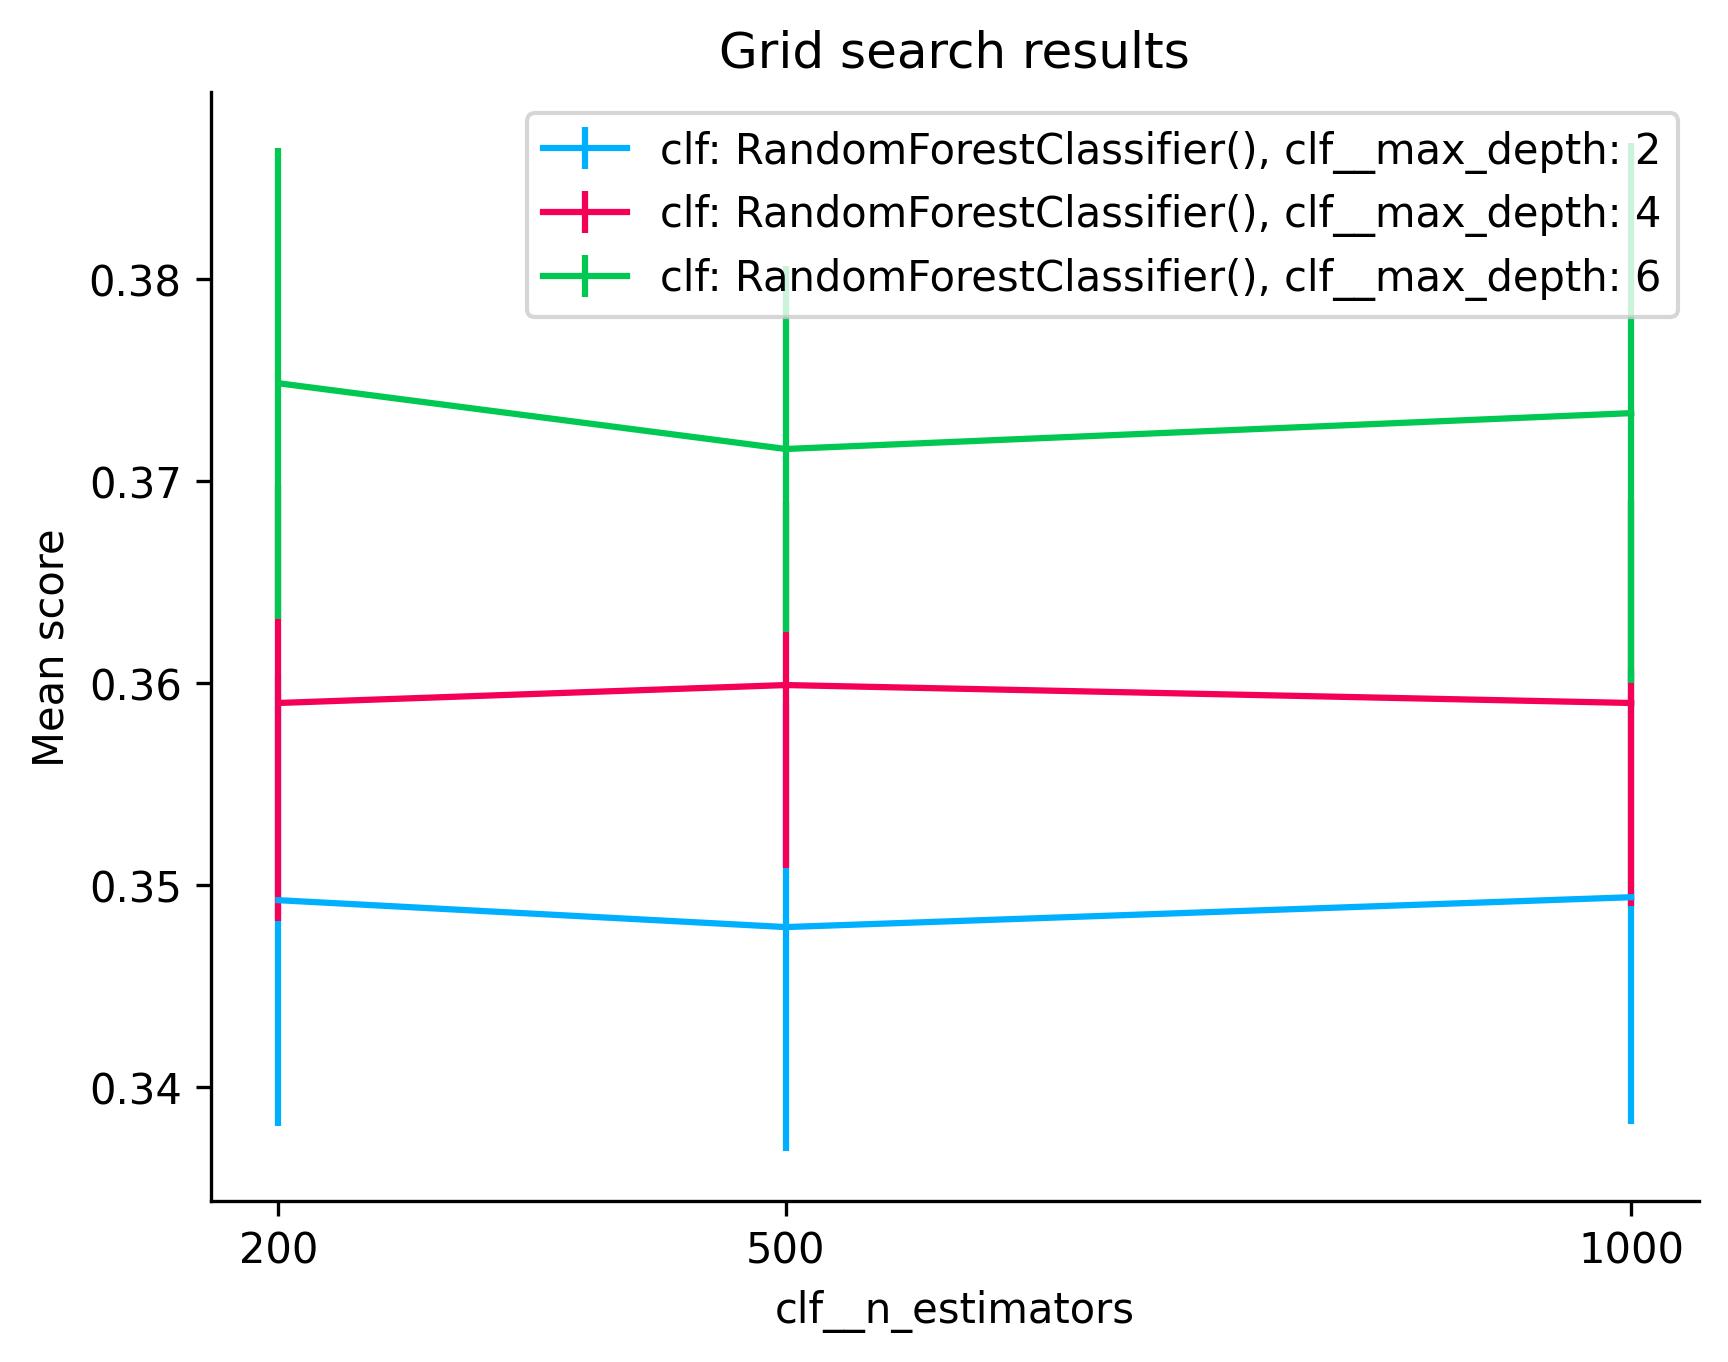 Grid search results
clf: RandomForestClassifier(), clf__max_depth: 2
clf: RandomForestClassifier(), clf__max_depth: 4
clf: RandomForestClassifier(), clf__max_depth: 6
Mean score
0.38
0.37
0.36
0.35
0.34
200 500 1000
clf__n_estimators